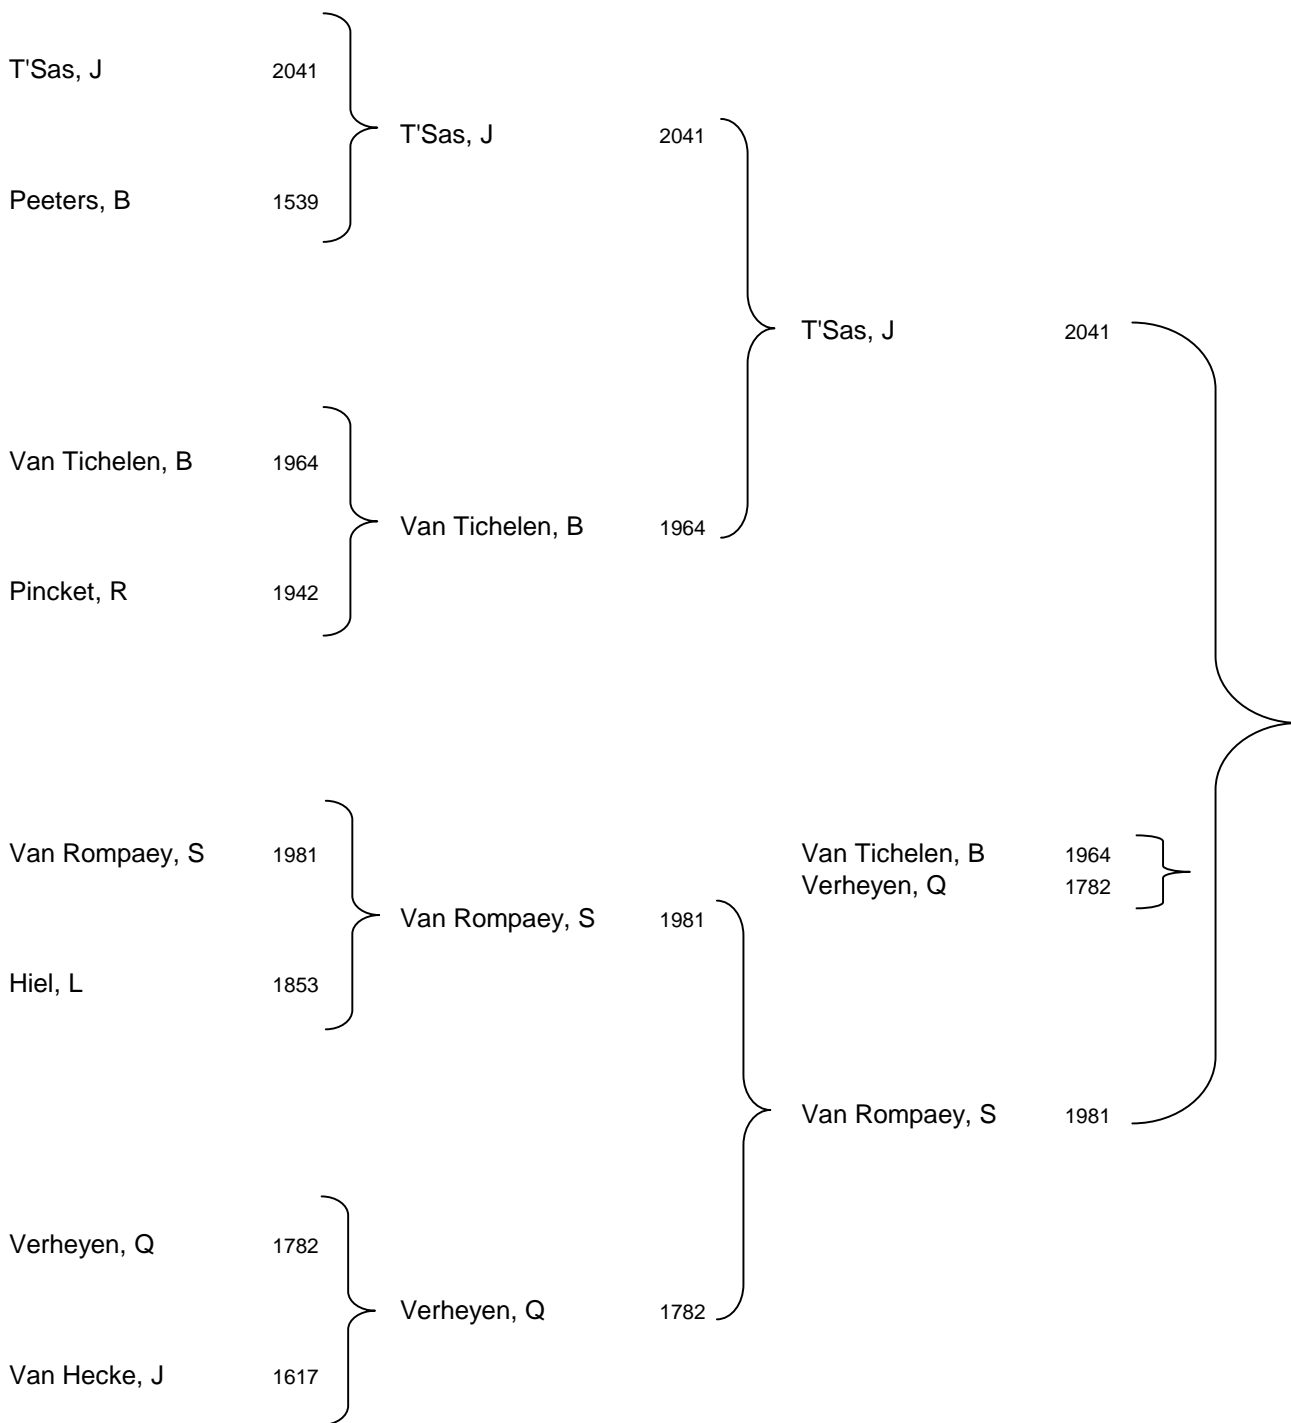 T'Sas, J 2041
T'Sas, J 2041
Peeters, B 1539
T'Sas, J 2041
Van Tichelen, B 1964
Van Tichelen, B 1964
Pincket, R 1942
Van Rompaey, S 1981
Van Tichelen, B 1964
Verheyen, Q 1782
Van Rompaey, S 1981
Hiel, L 1853
Van Rompaey, S 1981
Verheyen, Q 1782
Verheyen, Q 1782
Van Hecke, J 1617